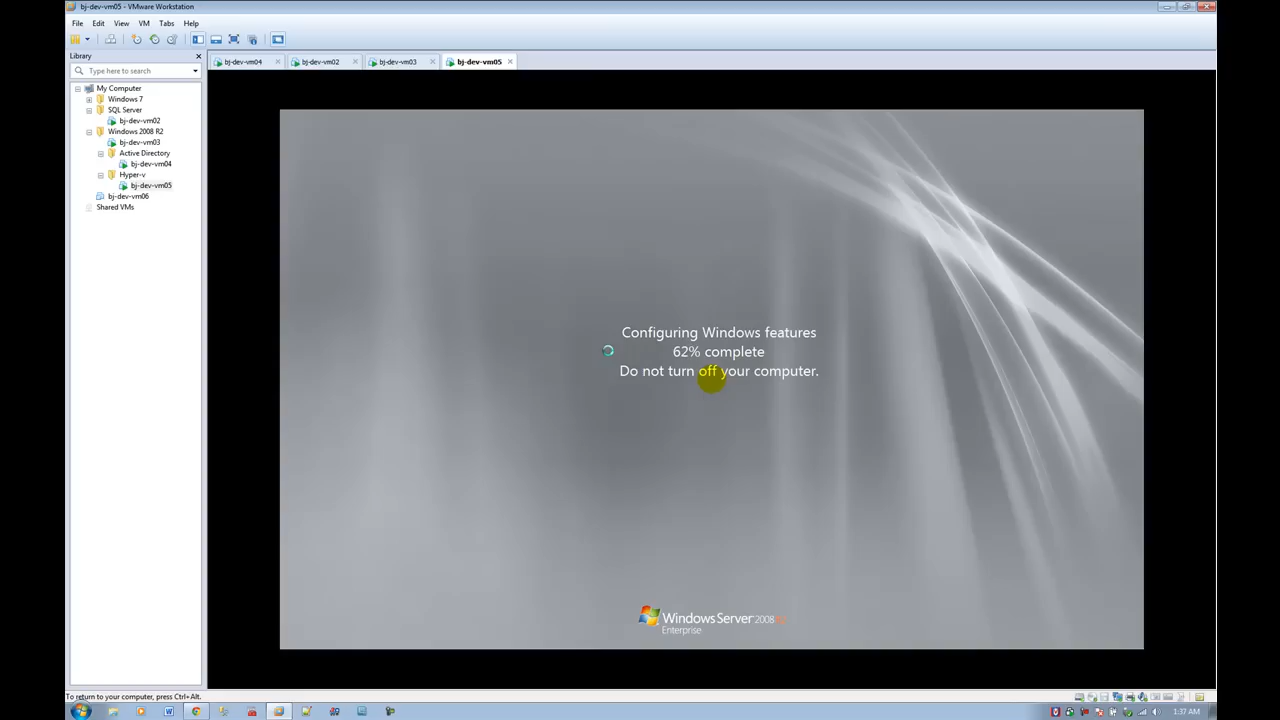 bj-dev-vm05 - VMware Workstation
File Edit View VM Tabs Help
Library
Type here to search
My Computer
Windows 7
SQL Server
bj-dev-vm02
Windows 2008 R2
bj-dev-vm03
Active Directory
bj-dev-vm04
Hyper-v
bj-dev-vm05
bj-dev-vm06
Shared VMs
bj-dev-vm04 bj-dev-vm02 bj-dev-vm03 bj-dev-vm05
Configuring Windows features
62% complete
Do not turn off your computer.
Windows Server 2008 R2
Enterprise
To return to your computer, press Ctrl+Alt.
1:37 AM